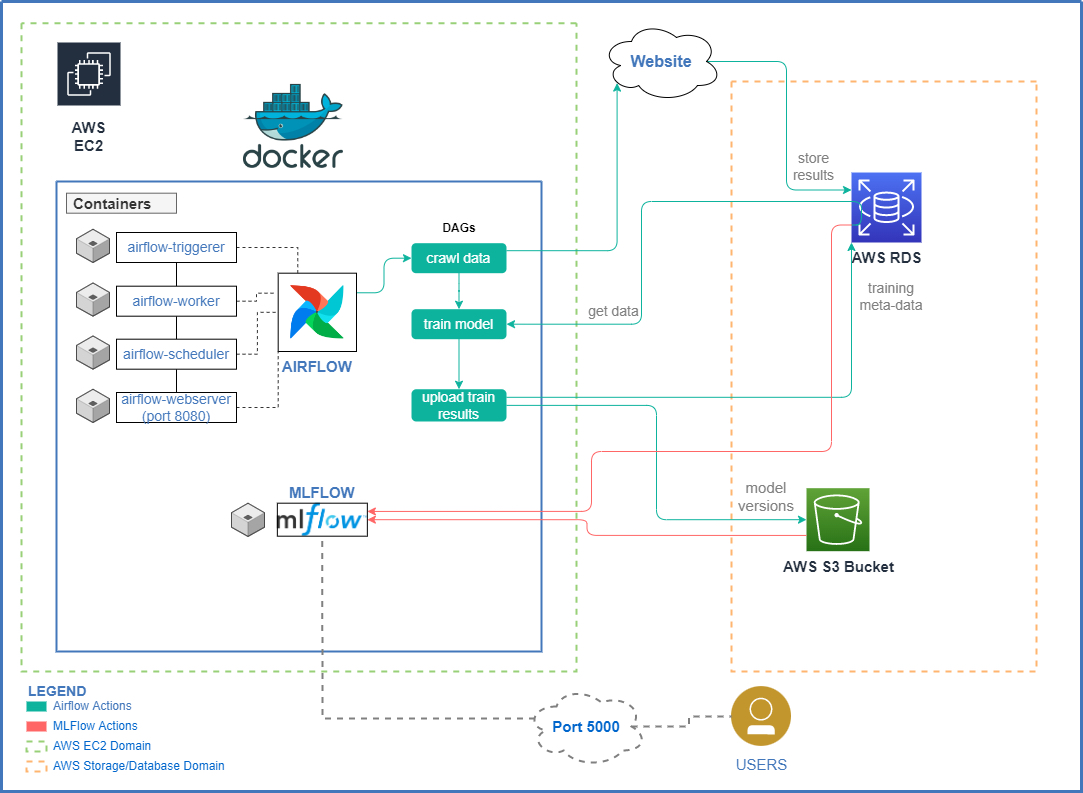 AWS
EC2
docker
Website
Containers
airflow-triggerer
airflow-worker
airflow-scheduler
airflow-webserver
(port 8080)
AIRFLOW
DAGs
crawl data
train model
upload train
results
store
results
get data
AWS RDS
training
meta-data
MLFLOW
mlflow
model
versions
AWS S3 Bucket
LEGEND
Airflow Actions
MLFlow Actions
AWS EC2 Domain
AWS Storage/Database Domain
Port 5000
USERS